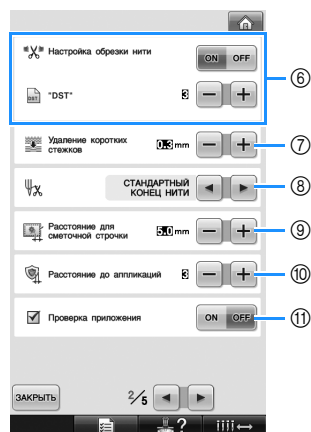 Настройка обрезки нити
ON OFF
DST
"DST"
3
− +
⑥
Удаление коротких
стежков
0.3 mm
− +
⑦
СТАНДАРТНЫЙ
КОНЕЦ НИТИ
⑧
Расстояние для
сметочной строчки
5.0 mm
− +
⑨
Расстояние до аппликаций
3
− +
⑩
Проверка приложения
ON OFF
⑪
ЗАКРЫТЬ
2/5
?